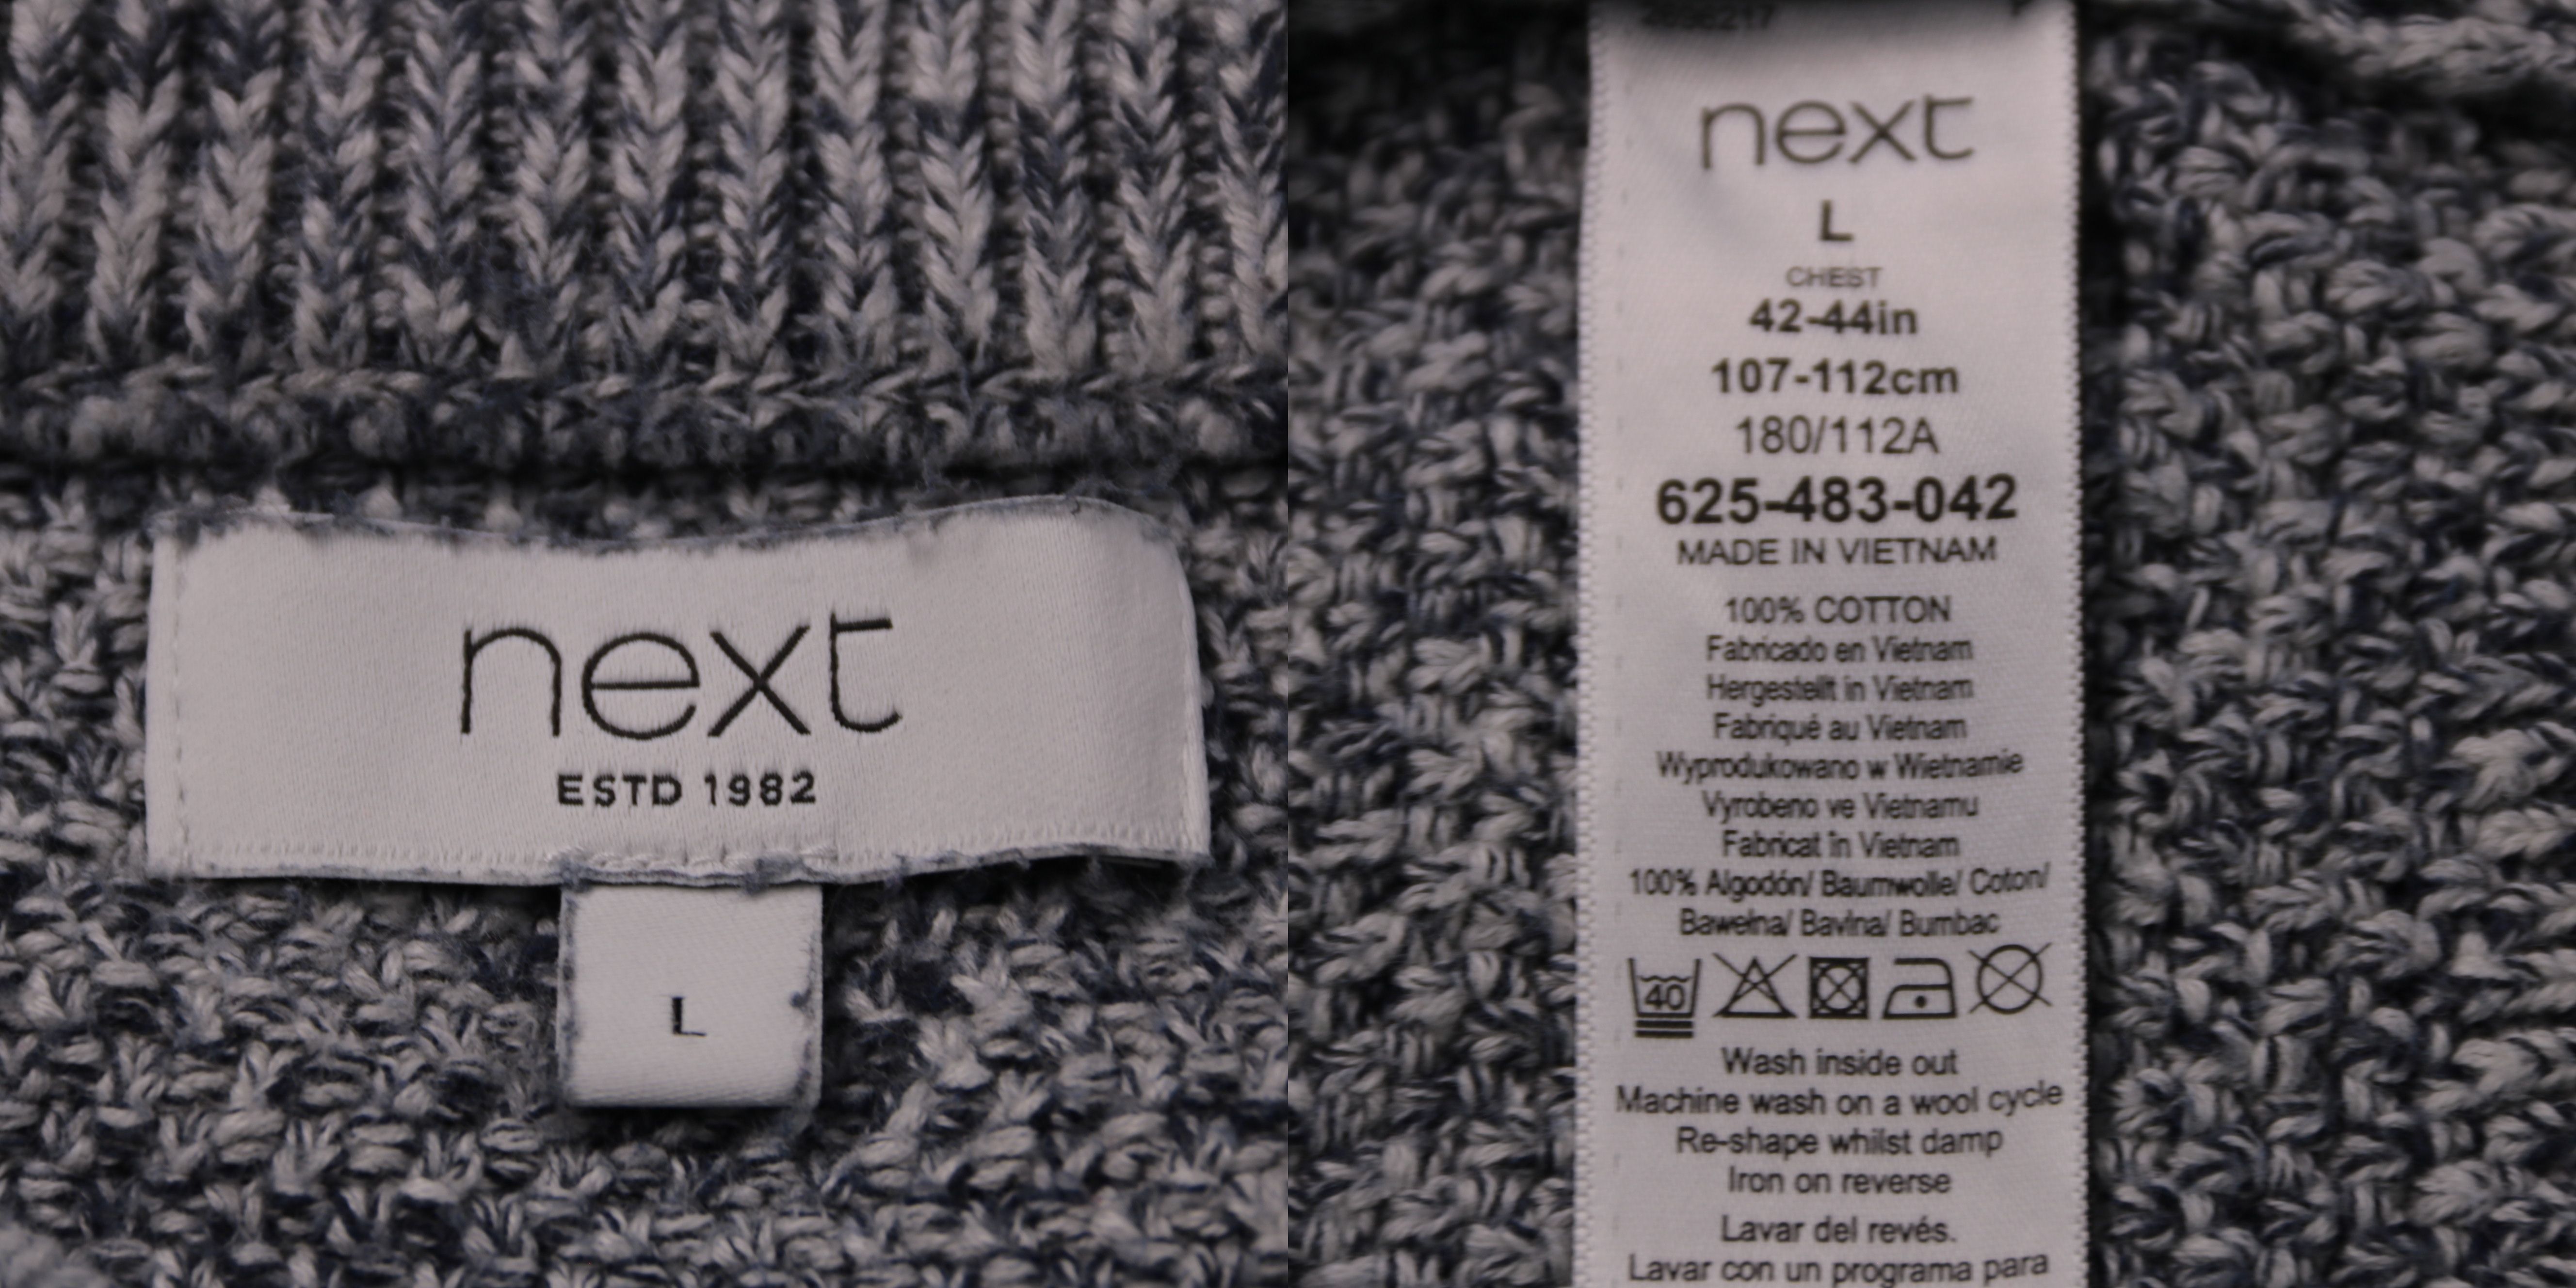 next
ESTD 1982
L
next
L
CHEST
42-44in
107-112cm
180/112A
625-483-042
MADE IN VIETNAM
100% COTTON
Fabricado en Vietnam
Hergestellt in Vietnam
Fabriqué au Vietnam
Wyprodukowano w Wietnamie
Vyrobeno ve Vietnamu
Fabricat în Vietnam
100% Algodón/ Baumwolle/ Coton/
Bawełna/ Bavlna/ Bumbac
40
Wash inside out
Machine wash on a wool cycle
Re-shape whilst damp
Iron on reverse
Lavar del revés.
Lavar con un programa para